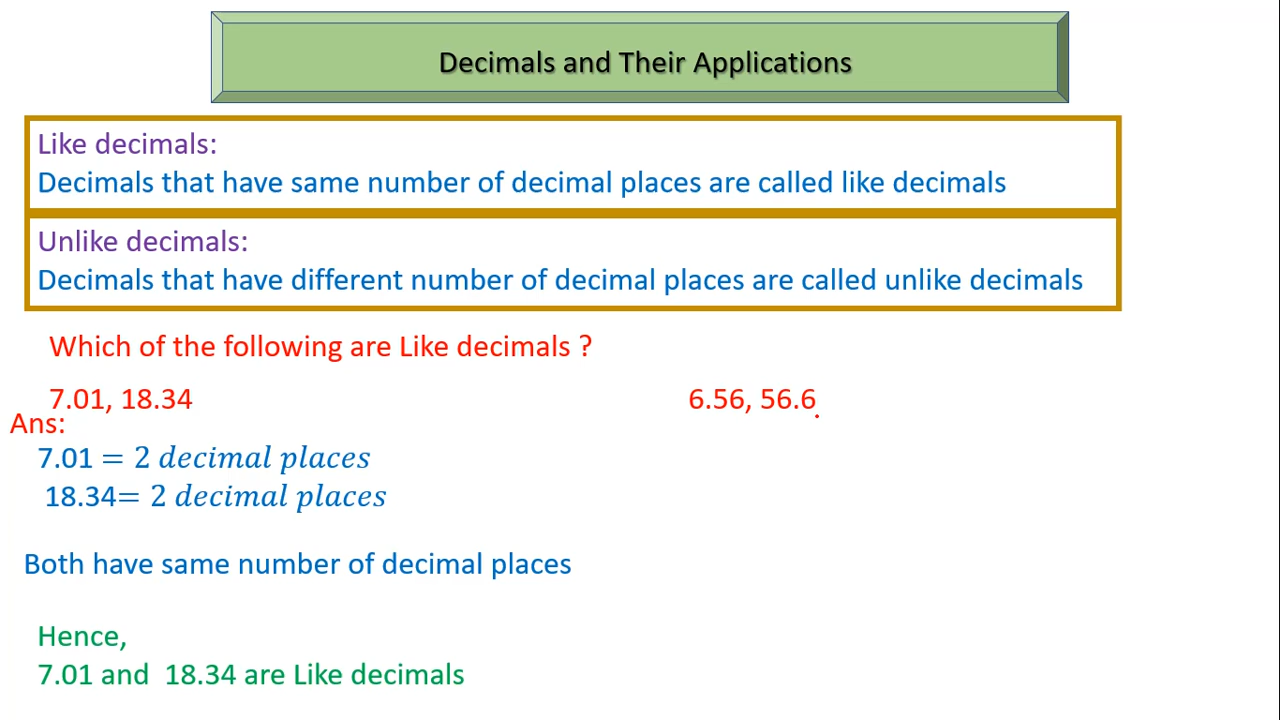 Decimals and Their Applications
Like decimals:
Decimals that have same number of decimal places are called like decimals
Unlike decimals:
Decimals that have different number of decimal places are called unlike decimals
Which of the following are Like decimals ?
7.01, 18.34 6.56, 56.6
Ans:
7.01 = 2 decimal places
18.34= 2 decimal places
Both have same number of decimal places
Hence,
7.01 and 18.34 are Like decimals